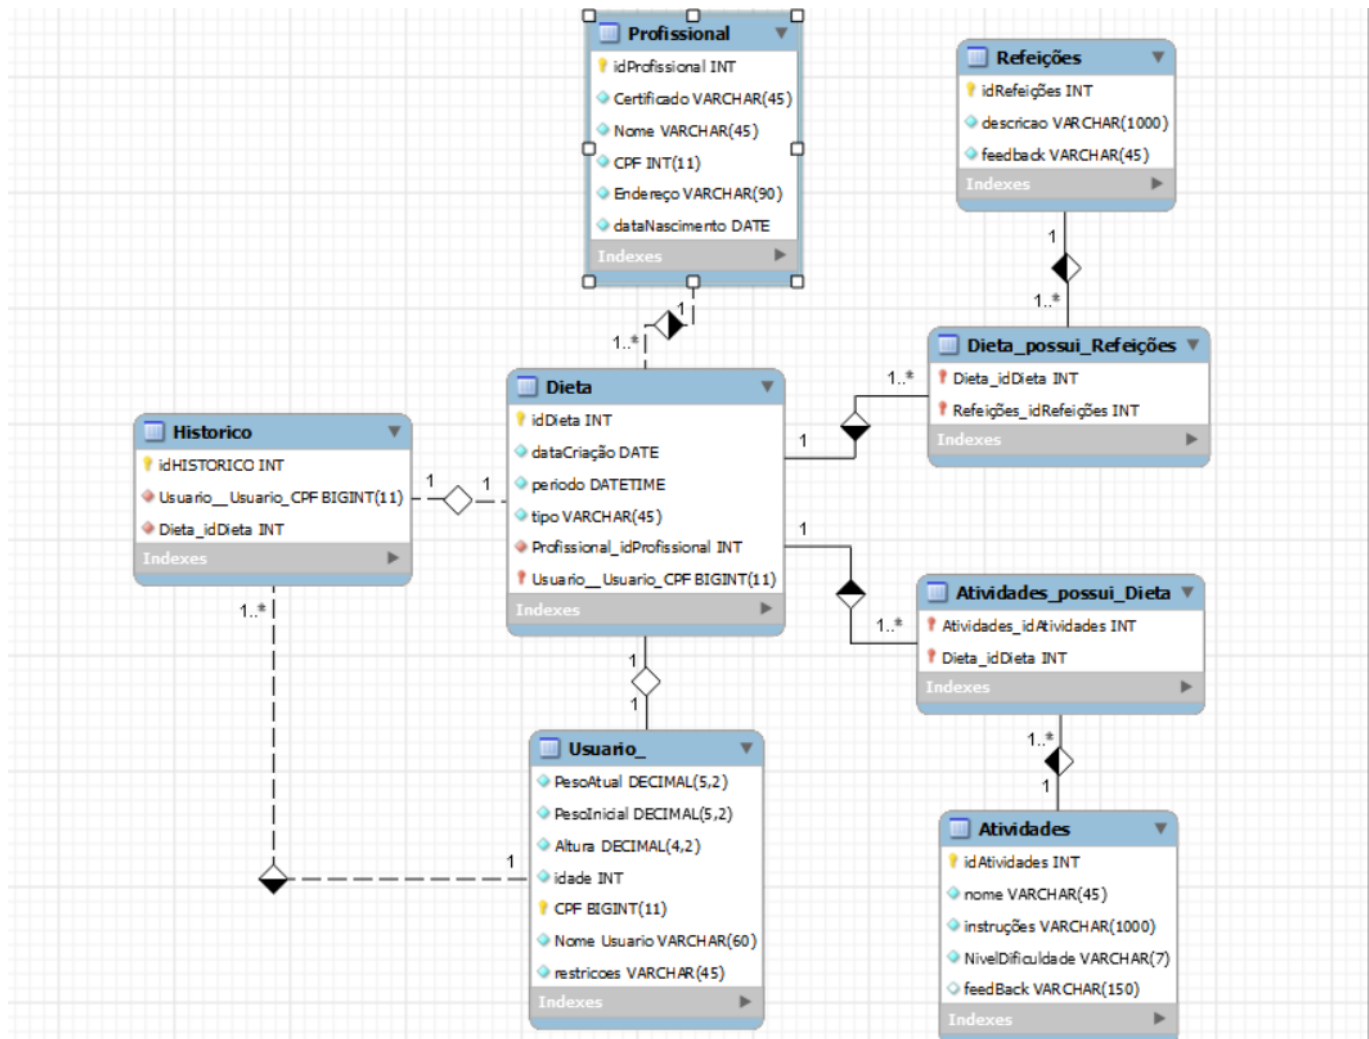 Profissional
idProfissional INT
Certificado VARCHAR(45)
Nome VARCHAR(45)
CPF INT(11)
Endereço VARCHAR(90)
dataNascimento DATE
Indexes
Refeições
idRefeições INT
descricao VARCHAR(1000)
feedback VARCHAR(45)
Indexes
1
1..*
1
1..*
Dieta_possui_Refeições
Dieta_idDieta INT
Refeições_idRefeições INT
Indexes
1..*
1
Dieta
idDieta INT
dataCriação DATE
periodo DATETIME
tipo VARCHAR(45)
Profissional_idProfissional INT
Usuario__Usuario_CPF BIGINT(11)
Indexes
Historico
idHISTORICO INT
Usuario__Usuario_CPF BIGINT(11)
Dieta_idDieta INT
Indexes
1
1
1
1..*
Atividades_possui_Dieta
Atividades_idAtividades INT
Dieta_idDieta INT
Indexes
1..*
1
1
1
Usuario_
PesoAtual DECIMAL(5,2)
PesoInicial DECIMAL(5,2)
Altura DECIMAL(4,2)
idade INT
CPF BIGINT(11)
Nome Usuario VARCHAR(60)
restricoes VARCHAR(45)
Indexes
1..*
1
Atividades
idAtividades INT
nome VARCHAR(45)
instruções VARCHAR(1000)
NivelDificuldade VARCHAR(7)
feedBack VARCHAR(150)
Indexes